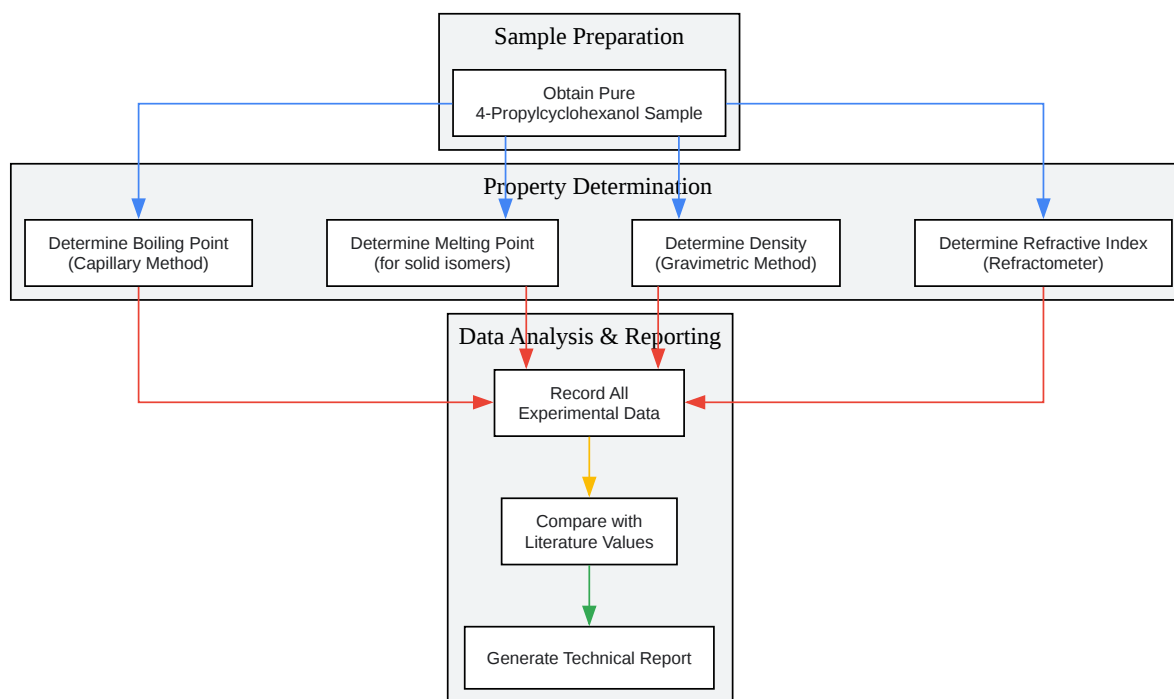 Sample Preparation
Obtain Pure
4-Propylcyclohexanol Sample
Property Determination
Determine Boiling Point
(Capillary Method)
Determine Melting Point
(for solid isomers)
Determine Density
(Gravimetric Method)
Determine Refractive Index
(Refractometer)
Data Analysis & Reporting
Record All
Experimental Data
Compare with
Literature Values
Generate Technical Report